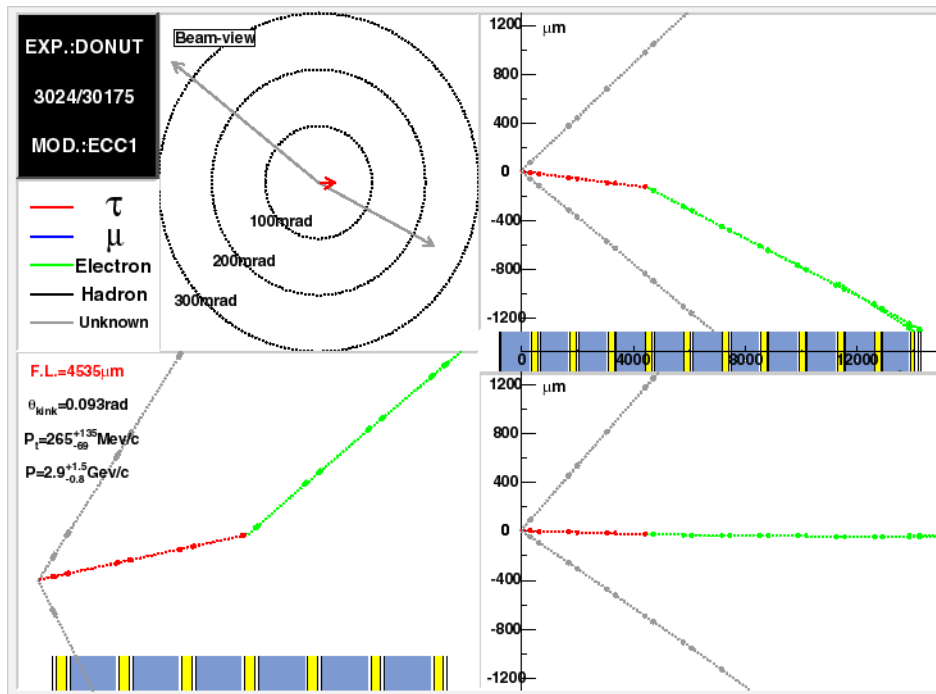 EXP.:DONUT
3024/30175
MOD.:ECC1
τ
μ
Electron
Hadron
Unknown
Beam-view
100mrad
200mrad
300mrad
μm
1200
800
400
0
-400
-800
-1200
0
4000
8000
12000
F.L.=4535μm
θkink=0.093rad
Pt=265+135-69Mev/c
P=2.9+1.5-0.8Gev/c
μm
1200
800
400
0
-400
-800
-1200